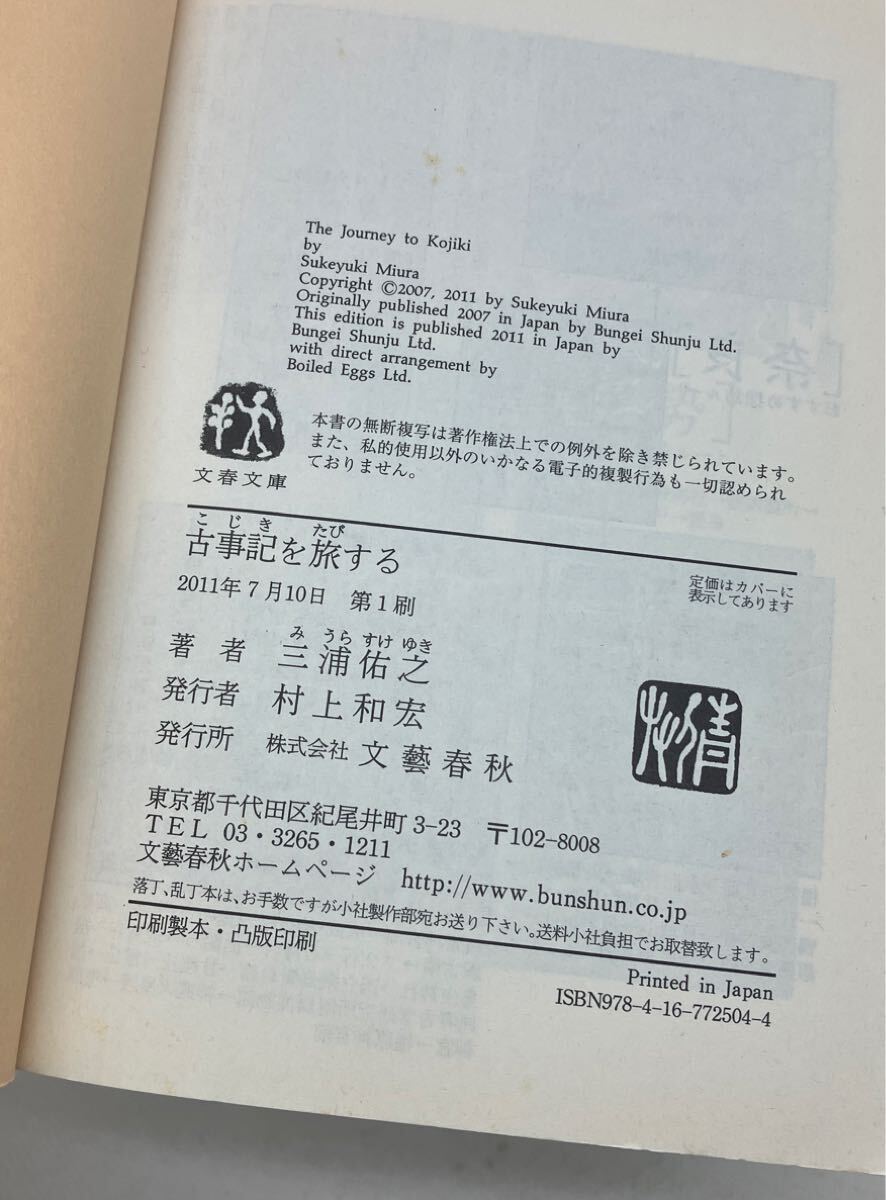 The Journey to Kojiki
by
Sukeyuki Miura
Copyright ©2007, 2011 by Sukeyuki Miura
Originally published 2007 in Japan by Bungei Shunju Ltd.
This edition is published 2011 in Japan by
Bungei Shunju Ltd.
with direct arrangement by
Boiled Eggs Ltd.
本書の無断複写は著作権法上での例外を除き禁じられています。
また、私的使用以外のいかなる電子的複製行為も一切認められ
ておりません。
文春文庫
こじき たび
古事記を旅する
定価はカバーに
表示してあります
2011年7月10日 第1刷
み うら すけ ゆき
著 者 三浦佑之
発行者 村上和宏
発行所 株式会社 文藝春秋
東京都千代田区紀尾井町 3-23 〒102-8008
TEL 03・3265・1211
文藝春秋ホームページ http://www.bunshun.co.jp
落丁、乱丁本は、お手数ですが小社製作部宛お送り下さい。送料小社負担でお取替致します。
印刷製本・凸版印刷
Printed in Japan
ISBN978-4-16-772504-4